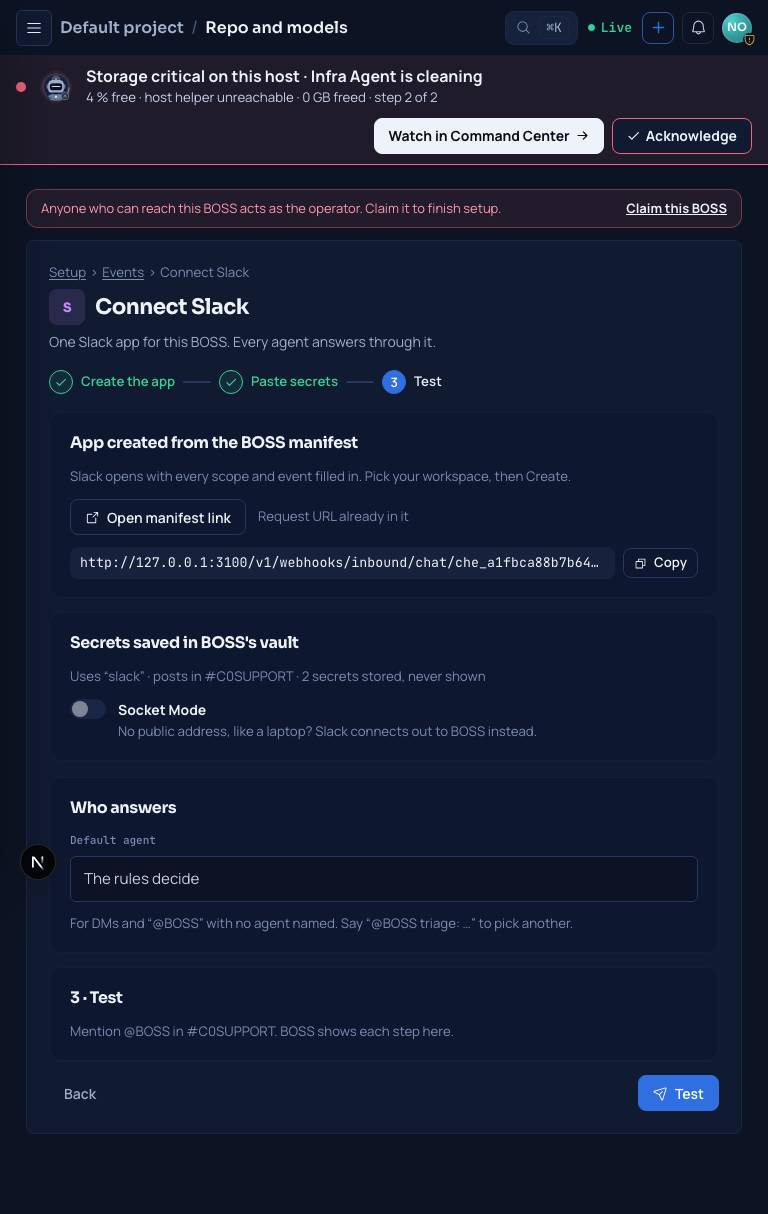 Default project / Repo and models
⌘K
Live
NO
Storage critical on this host · Infra Agent is cleaning
4 % free · host helper unreachable · 0 GB freed · step 2 of 2
Watch in Command Center →
Acknowledge
Anyone who can reach this BOSS acts as the operator. Claim it to finish setup.
Claim this BOSS
Setup > Events > Connect Slack
S
Connect Slack
One Slack app for this BOSS. Every agent answers through it.
Create the app
Paste secrets
3 Test
App created from the BOSS manifest
Slack opens with every scope and event filled in. Pick your workspace, then Create.
Open manifest link
Request URL already in it
http://127.0.0.1:3100/v1/webhooks/inbound/chat/che_a1fbca88b7b64…
Copy
Secrets saved in BOSS's vault
Uses “slack” · posts in #C0SUPPORT · 2 secrets stored, never shown
Socket Mode
No public address, like a laptop? Slack connects out to BOSS instead.
Who answers
Default agent
N
The rules decide
For DMs and “@BOSS” with no agent named. Say “@BOSS triage: …” to pick another.
3 · Test
Mention @BOSS in #C0SUPPORT. BOSS shows each step here.
Back
Test